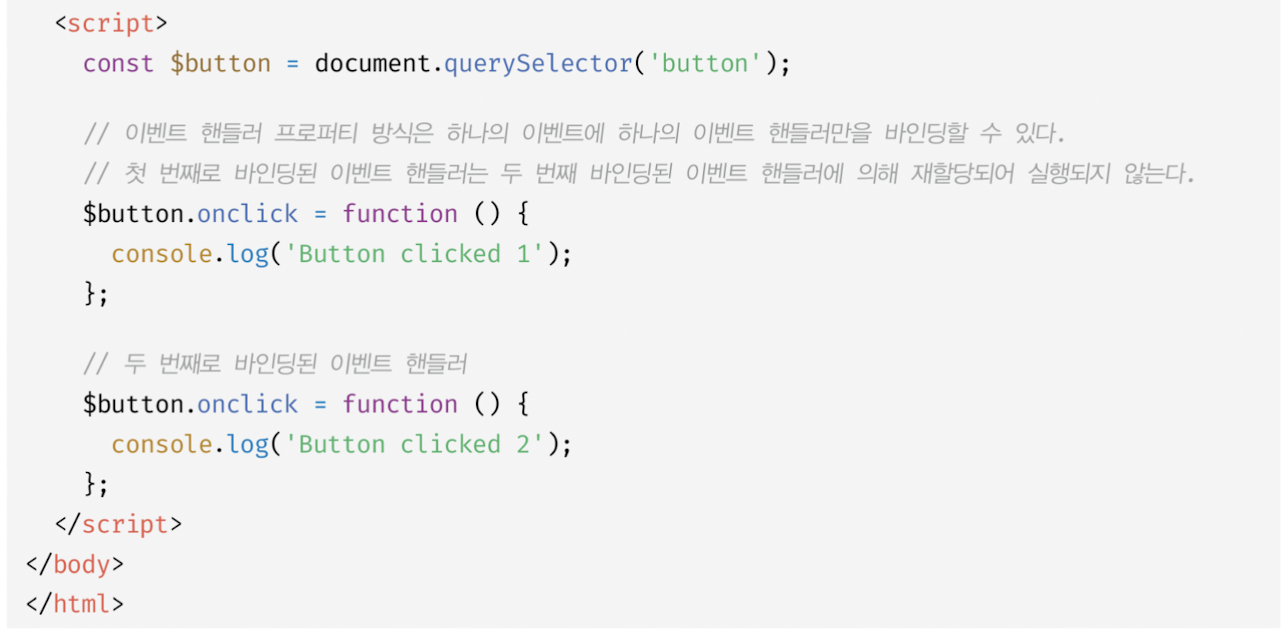 <script>
const $button = document.querySelector('button');
// 이벤트 핸들러 프로퍼티 방식은 하나의 이벤트에 하나의 이벤트 핸들러만을 바인딩할 수 있다.
// 첫 번째로 바인딩된 이벤트 핸들러는 두 번째 바인딩된 이벤트 핸들러에 의해 재할당되어 실행되지 않는다.
$button.onclick = function () {
console.log('Button clicked 1');
};
// 두 번째로 바인딩된 이벤트 핸들러
$button.onclick = function () {
console.log('Button clicked 2');
};
</script>
</body>
</html>